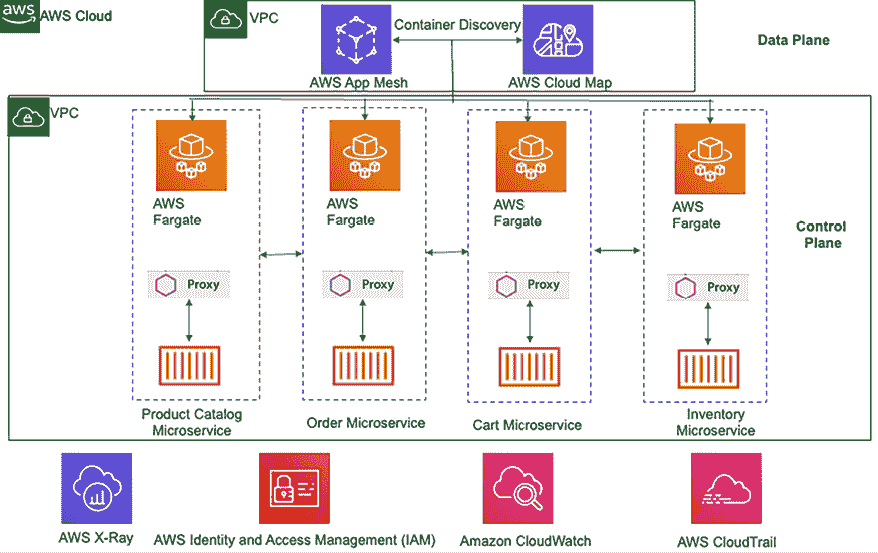 aws
AWS Cloud
VPC
Container Discovery
Data Plane
AWS App Mesh
AWS Cloud Map
VPC
AWS
Fargate
AWS
Fargate
AWS
Fargate
AWS
Fargate
Control
Plane
Proxy
Proxy
Proxy
Proxy
Product Catalog
Microservice
Order Microservice
Cart Microservice
Inventory
Microservice
AWS X-Ray
AWS Identity and Access Management (IAM)
Amazon CloudWatch
AWS CloudTrail